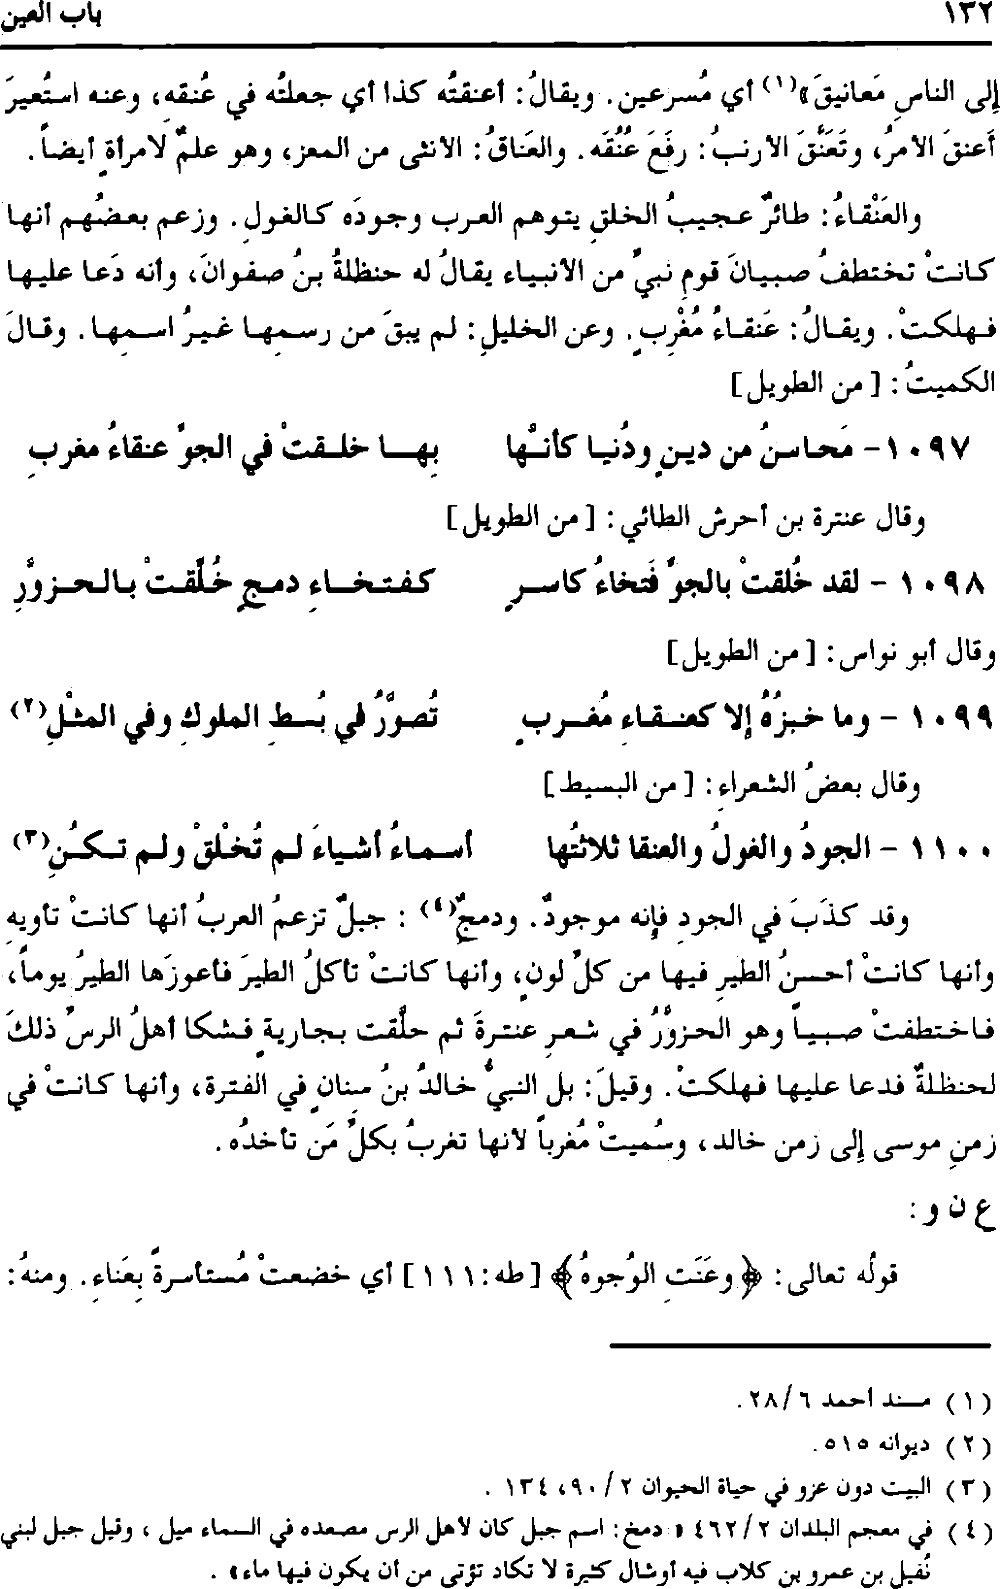 ١٣٢ باب العين
إلى الناسِ مَعانيقَ»(١) أي مُسرعين. ويقالُ: أعنقتُه كذا أي جعلتُه في عُنقِه، وعنه استُعيرَ
أَعنقَ الأمرُ، وتَعَنَّقَ الأرنبُ: رفَعَ عُنُقَه. والعَناقُ: الأنثى من المعز، وهو علمٌ لامرأةٍ أيضاً.
والعَنْقاءُ: طائرٌ عجيبُ الخلقِ يتوهم العرب وجودَه كالغولِ. وزعم بعضُهم أنها
كانتْ تختطفُ صبيانَ قومِ نبيٍّ من الأنبياء يقالُ له حنظلةُ بنُ صفوانَ، وأنه دَعا عليها
فهلكتْ. ويقالُ: عَنقاءُ مُغْرِبٍ. وعن الخليلِ: لم يبقَ من رسمِها غيرُ اسمِها. وقالَ
الكميتُ: [من الطويل]
١٠٩٧- مَحاسنُ من دينٍ ودُنيا كأنَّها بِها خلقتْ في الجوِّ عنقاءُ مغربِ
وقال عنترة بن أحرش الطائي: [من الطويل]
١٠٩٨ - لقد حُلقتْ بالجوِّ فَتخاءُ كاسرٍ كفتخاءِ دمجٍ حُلِّقتْ بالحزوَّرِ
وقال أبو نواس: [من الطويل]
١٠٩٩ - وما خبزُهُ إلا كعنقاءِ مُغربٍ تُصوَّرُ في بُسطِ الملوكِ وفي المثْلِ(٢)
وقال بعضُ الشعراءِ: [من البسيط]
١١٠٠ - الجودُ والغولُ والعنقا ثلاثتُها أسماءُ أشياءَ لم تُخْلقْ ولم تكُنِ(٣)
وقد كذَبَ في الجودِ فإنه موجودٌ. ودمجٌ(٤) : جبلٌ تزعمُ العربُ أنها كانتْ تأويهِ
وأنها كانتْ أحسنُ الطيرِ فيها من كلِّ لونٍ، وأنها كانتْ تأكلُ الطيرَ فأعوزَها الطيرُ يوماً،
فاختطفتْ صبياً وهو الحزوَّرُ في شعرِ عنترةَ ثم حلَّقت بجاريةٍ فشكا أهلُ الرسِّ ذلكَ
لحنظلةٌ فدعا عليها فهلكتْ. وقيلَ: بل النبيُّ خالدُ بنُ سِنانٍ في الفترة، وأنها كانتْ في
زمنِ موسى إلى زمن خالد، وسُميتْ مُغرباً لأنها تغربُ بكلِّ مَن تأخذُه.
ع ن و:
قولُه تعالى: ﴿وعَنَتِ الوُجوهُ﴾ [طه:١١١] أي خضعتْ مُستأسرةً بِعَناءٍ. ومنهُ:
(١) مسند أحمد ٢٨/٦.
(٢) ديوانه ٥١٥.
(٣) البيت دون عزو في حياة الحيوان ٢/ ٩٠، ١٣٤ .
(٤) في معجم البلدان ٢/ ٤٦٢ « دمخ: اسم جبل كان لأهل الرس مصعده في السماء ميل ، وقيل جبل لبني
نُفيل بن عمرو بن كلاب فيه أوشال كثيرة لا تكاد تؤتى من أن يكون فيها ماء» .